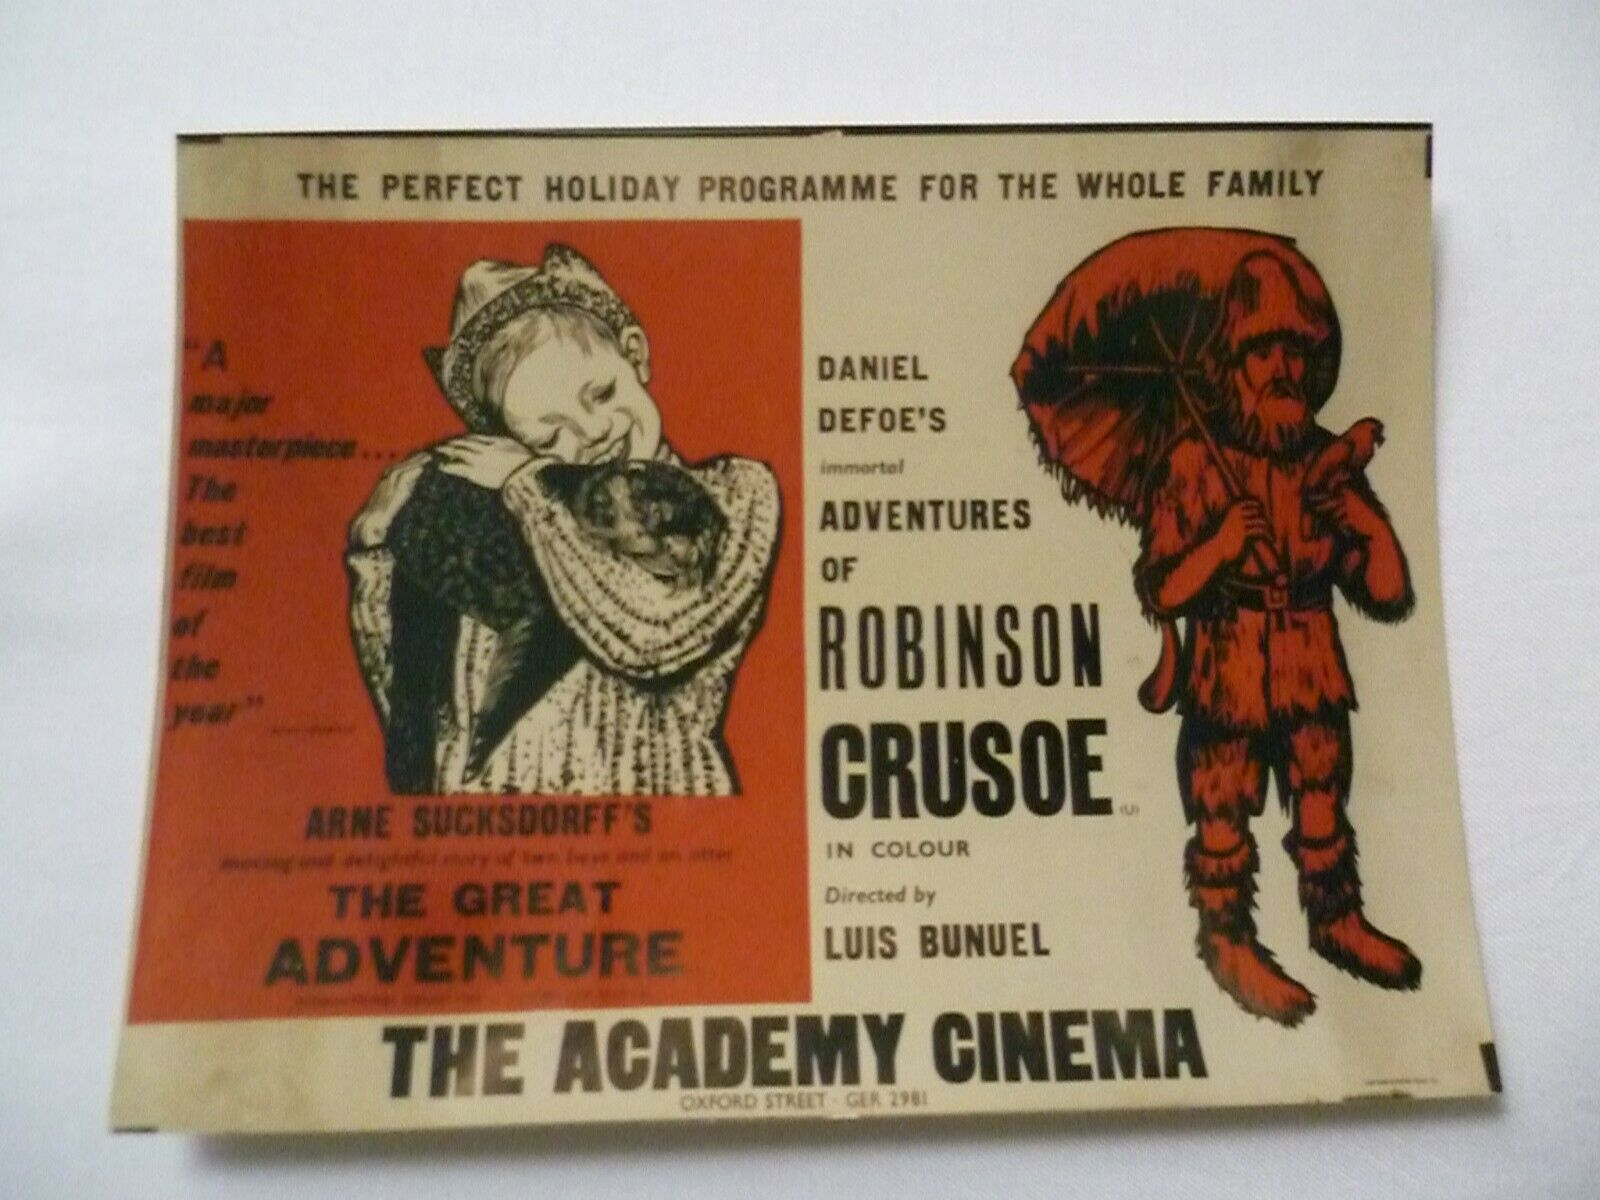 THE PERFECT HOLIDAY PROGRAMME FOR THE WHOLE FAMILY
"A
major
masterpiece...
The
best
film
of
the
year"
ARNE SUCKSDORFF'S
moving and delightful story of two boys and an otter
THE GREAT
ADVENTURE
DANIEL
DEFOE'S
immortal
ADVENTURES
OF
ROBINSON
CRUSOE (U)
IN COLOUR
Directed by
LUIS BUNUEL
THE ACADEMY CINEMA
OXFORD STREET · GER 2981